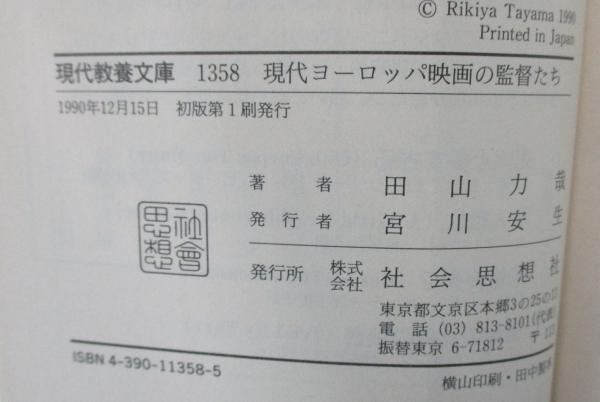 © Rikiya Tayama 1990
Printed in Japan
現代教養文庫 1358 現代ヨーロッパ映画の監督たち
1990年12月15日 初版第1刷発行
著者 田山力哉
発行者 宮川安生
社會思想
発行所 株式会社 社会思想社
東京都文京区本郷3の25の13
電話 (03) 813-8101(代表)
振替東京 6-71812 〒
ISBN4-390-11358-5
横山印刷・田中製本